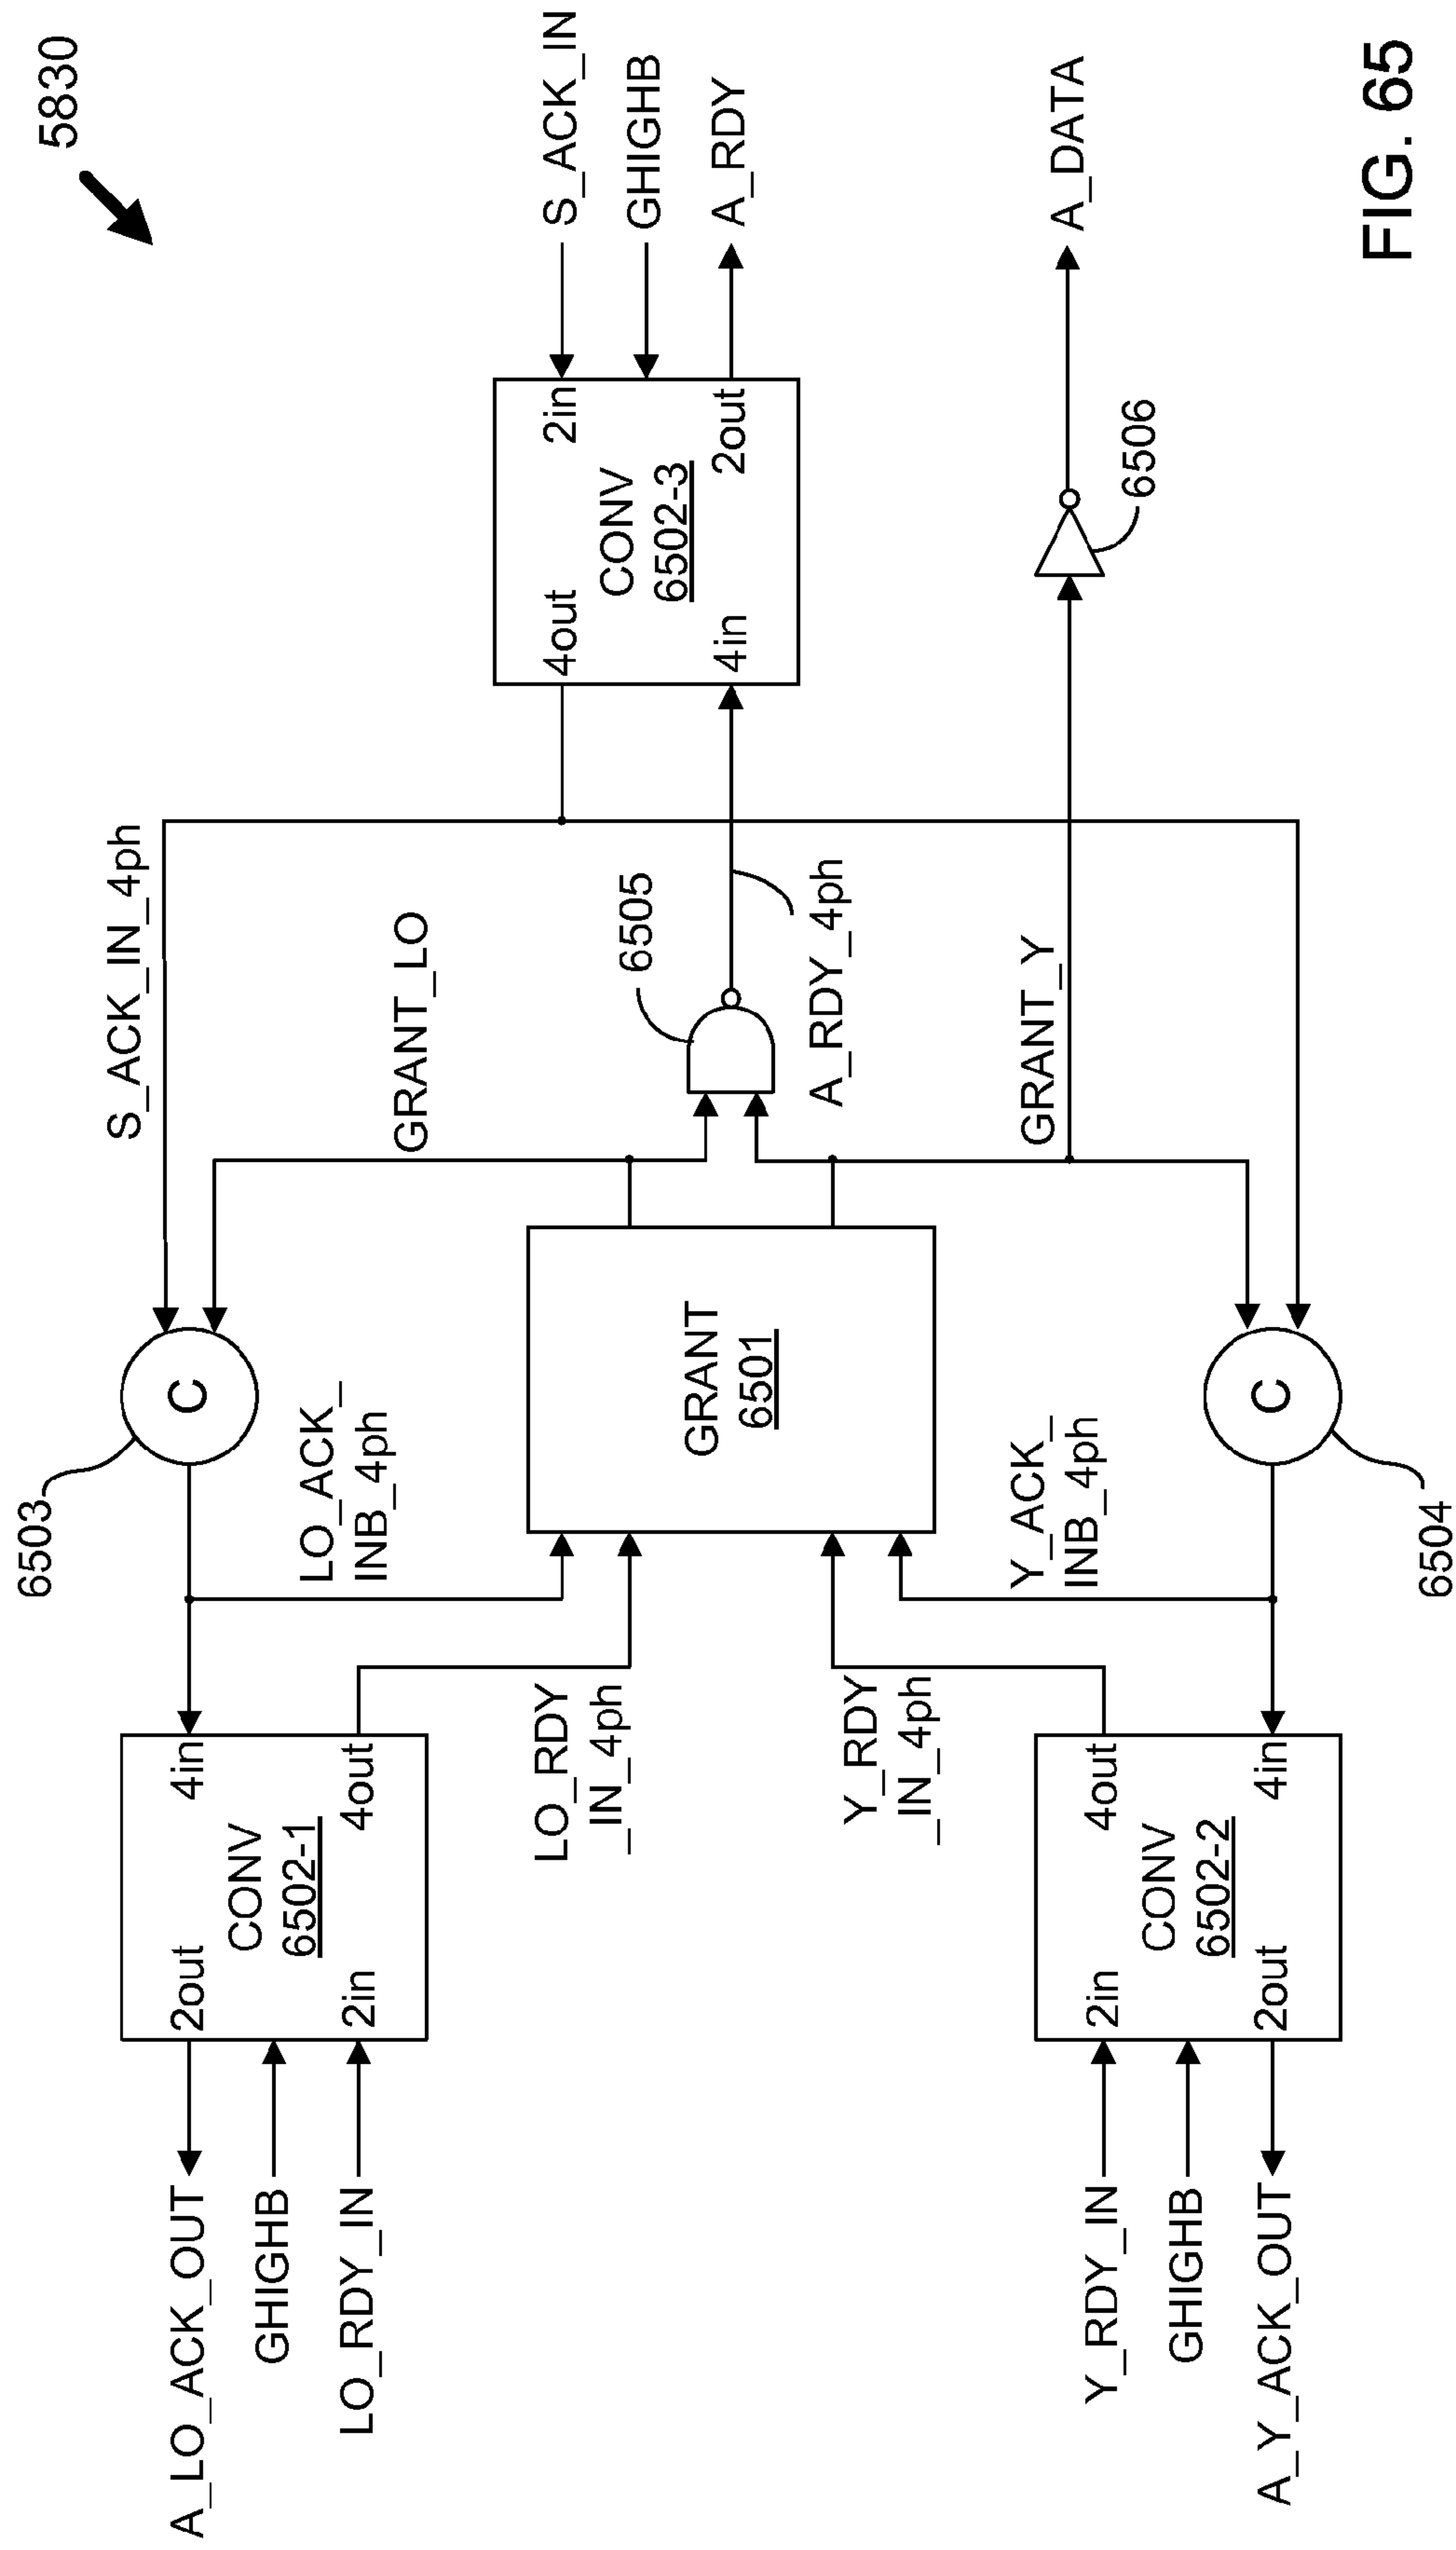 5830
6503
S_ACK_IN_4ph
C
A_LO_ACK_OUT
2out
4in
GHIGHB
CONV
6502-1
LO_RDY_IN
2in
4out
LO_ACK_
INB_4ph
GRANT_LO
LO_RDY
_IN_4ph
GRANT
6501
6505
A_RDY_4ph
4out
2in
S_ACK_IN
CONV
6502-3
GHIGHB
4in
2out
A_RDY
Y_RDY
_IN_4ph
Y_ACK_
INB_4ph
GRANT_Y
6506
A_DATA
Y_RDY_IN
2in
4out
GHIGHB
CONV
6502-2
A_Y_ACK_OUT
2out
4in
C
6504
FIG. 65